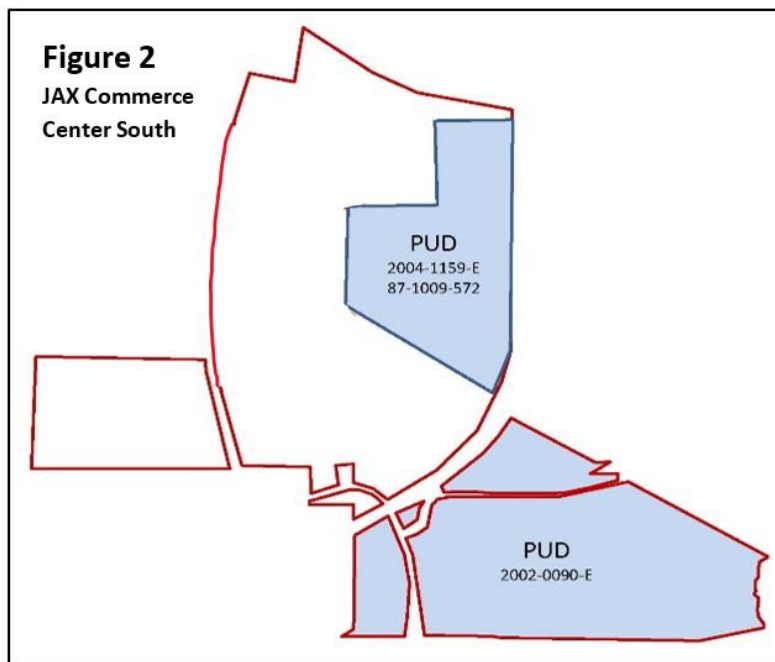 Figure 2
JAX Commerce
Center South
PUD
2004-1159-E
87-1009-572
PUD
2002-0090-E